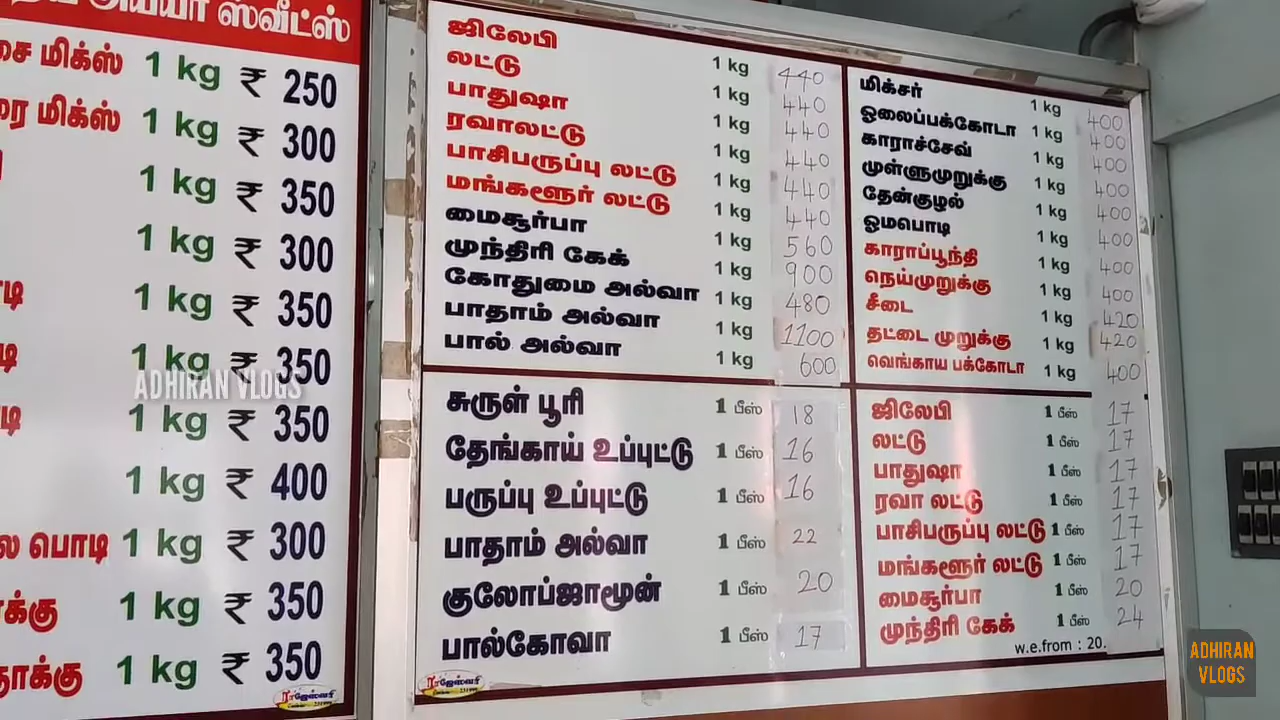 ஸ்வீட்ஸ்
மிக்ஸ் 1 kg ₹ 250
மிக்ஸ் 1 kg ₹ 300
1 kg ₹ 350
1 kg ₹ 300
1 kg ₹ 350
1 kg ₹ 350
1 kg ₹ 350
1 kg ₹ 400
பொடி 1 kg ₹ 300
1 kg ₹ 350
1 kg ₹ 350
ராஜேஸ்வரி
ஜிலேபி 1 kg 440
லட்டு 1 kg 440
பாதுஷா 1 kg 440
ரவாலட்டு 1 kg 440
பாசிபருப்பு லட்டு 1 kg 440
மங்களூர் லட்டு 1 kg 440
மைசூர்பா 1 kg 560
முந்திரி கேக் 1 kg 900
கோதுமை அல்வா 1 kg 480
பாதாம் அல்வா 1 kg 1100
பால் அல்வா 1 kg 600
மிக்சர் 1 kg 400
ஓலைப்பக்கோடா 1 kg 400
காராச்சேவ் 1 kg 400
முள்ளுமுறுக்கு 1 kg 400
தேன்குழல் 1 kg 400
ஓமபொடி 1 kg 400
காராப்பூந்தி 1 kg 400
நெய்முறுக்கு 1 kg 400
சீடை 1 kg 420
தட்டை முறுக்கு 1 kg 420
வெங்காய பக்கோடா 1 kg 400
சுருள் பூரி 1 பீஸ் 18
தேங்காய் உப்புட்டு 1 பீஸ் 16
பருப்பு உப்புட்டு 1 பீஸ் 16
பாதாம் அல்வா 1 பீஸ் 22
குலோப்ஜாமூன் 1 பீஸ் 20
பால்கோவா 1 பீஸ் 17
ராஜேஸ்வரி
ஜிலேபி 1 பீஸ் 17
லட்டு 1 பீஸ் 17
பாதுஷா 1 பீஸ் 17
ரவா லட்டு 1 பீஸ் 17
பாசிபருப்பு லட்டு 1 பீஸ் 17
மங்களூர் லட்டு 1 பீஸ் 17
மைசூர்பா 1 பீஸ் 20
முந்திரி கேக் 1 பீஸ் 24
w.e.from : 20.
ADHIRAN VLOGS
ADHIRAN
VLOGS